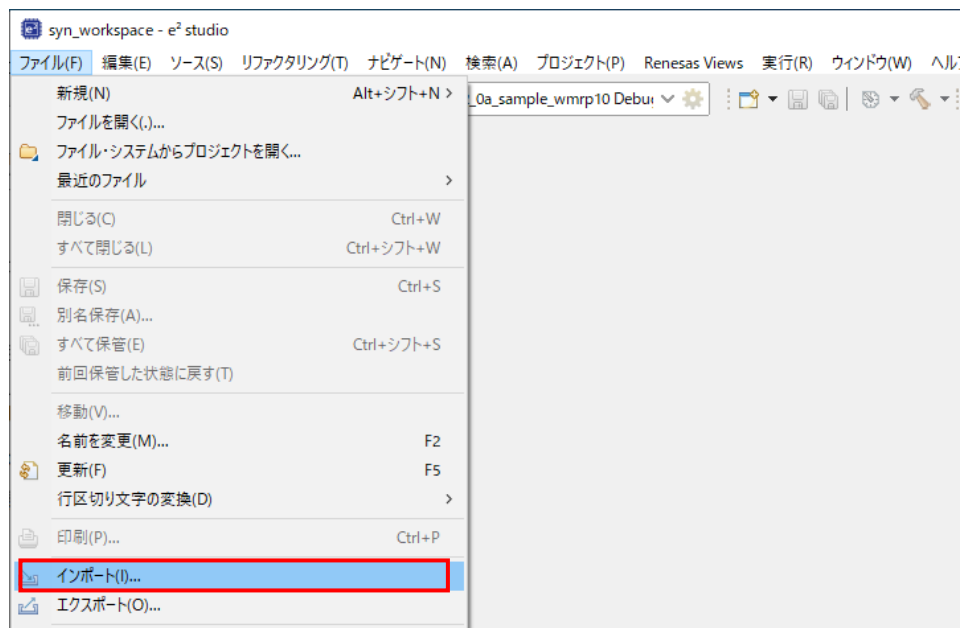 syn_workspace - e² studio
ファイル(F) 編集(E) ソース(S) リファクタリング(T) ナビゲート(N) 検索(A) プロジェクト(P) Renesas Views 実行(R) ウィンドウ(W)
新規(N) Alt+シフト+N >
_0a_sample_wmrp10 Debu
ファイルを開く(.)...
ファイル・システムからプロジェクトを開く...
最近のファイル >
閉じる(C) Ctrl+W
すべて閉じる(L) Ctrl+シフト+W
保存(S) Ctrl+S
別名保存(A)...
すべて保管(E) Ctrl+シフト+S
前回保管した状態に戻す(T)
移動(V)...
名前を変更(M)... F2
更新(F) F5
行区切り文字の変換(D) >
印刷(P)... Ctrl+P
インポート(I)...
エクスポート(O)...